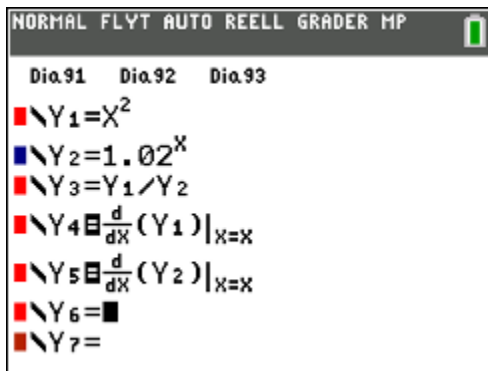 NORMAL FLYT AUTO REELL GRADER MP
Dia.91 Dia.92 Dia.93
\Y₁=X²
\Y₂=1.02ˣ
\Y₃=Y₁/Y₂
\Y₄=d/dX(Y₁)|X=X
\Y₅=d/dX(Y₂)|X=X
\Y₆=
\Y₇=